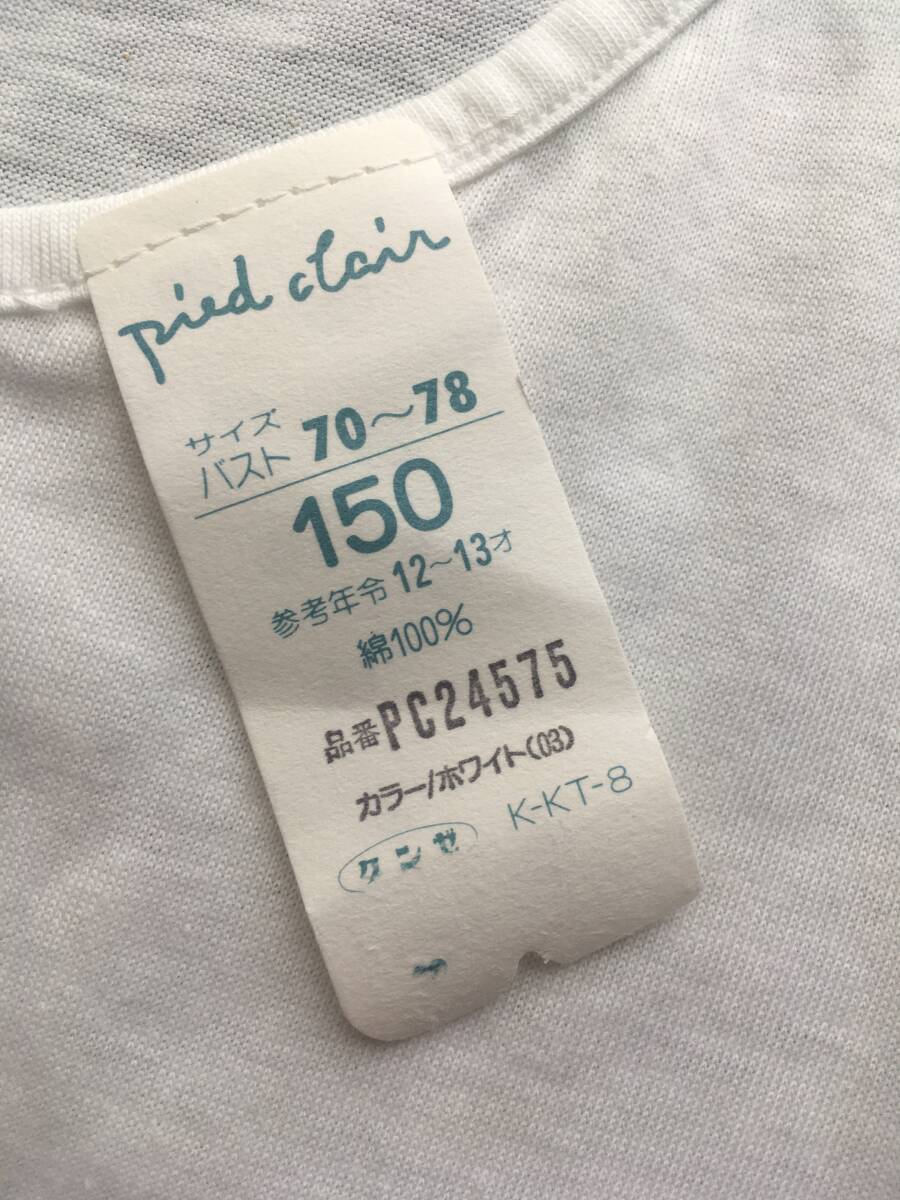 pied clair
サイズ
バスト 70～78
150
参考年令 12～13才
綿100%
品番 PC24575
カラー/ホワイト(03)
グンゼ K-KT-8